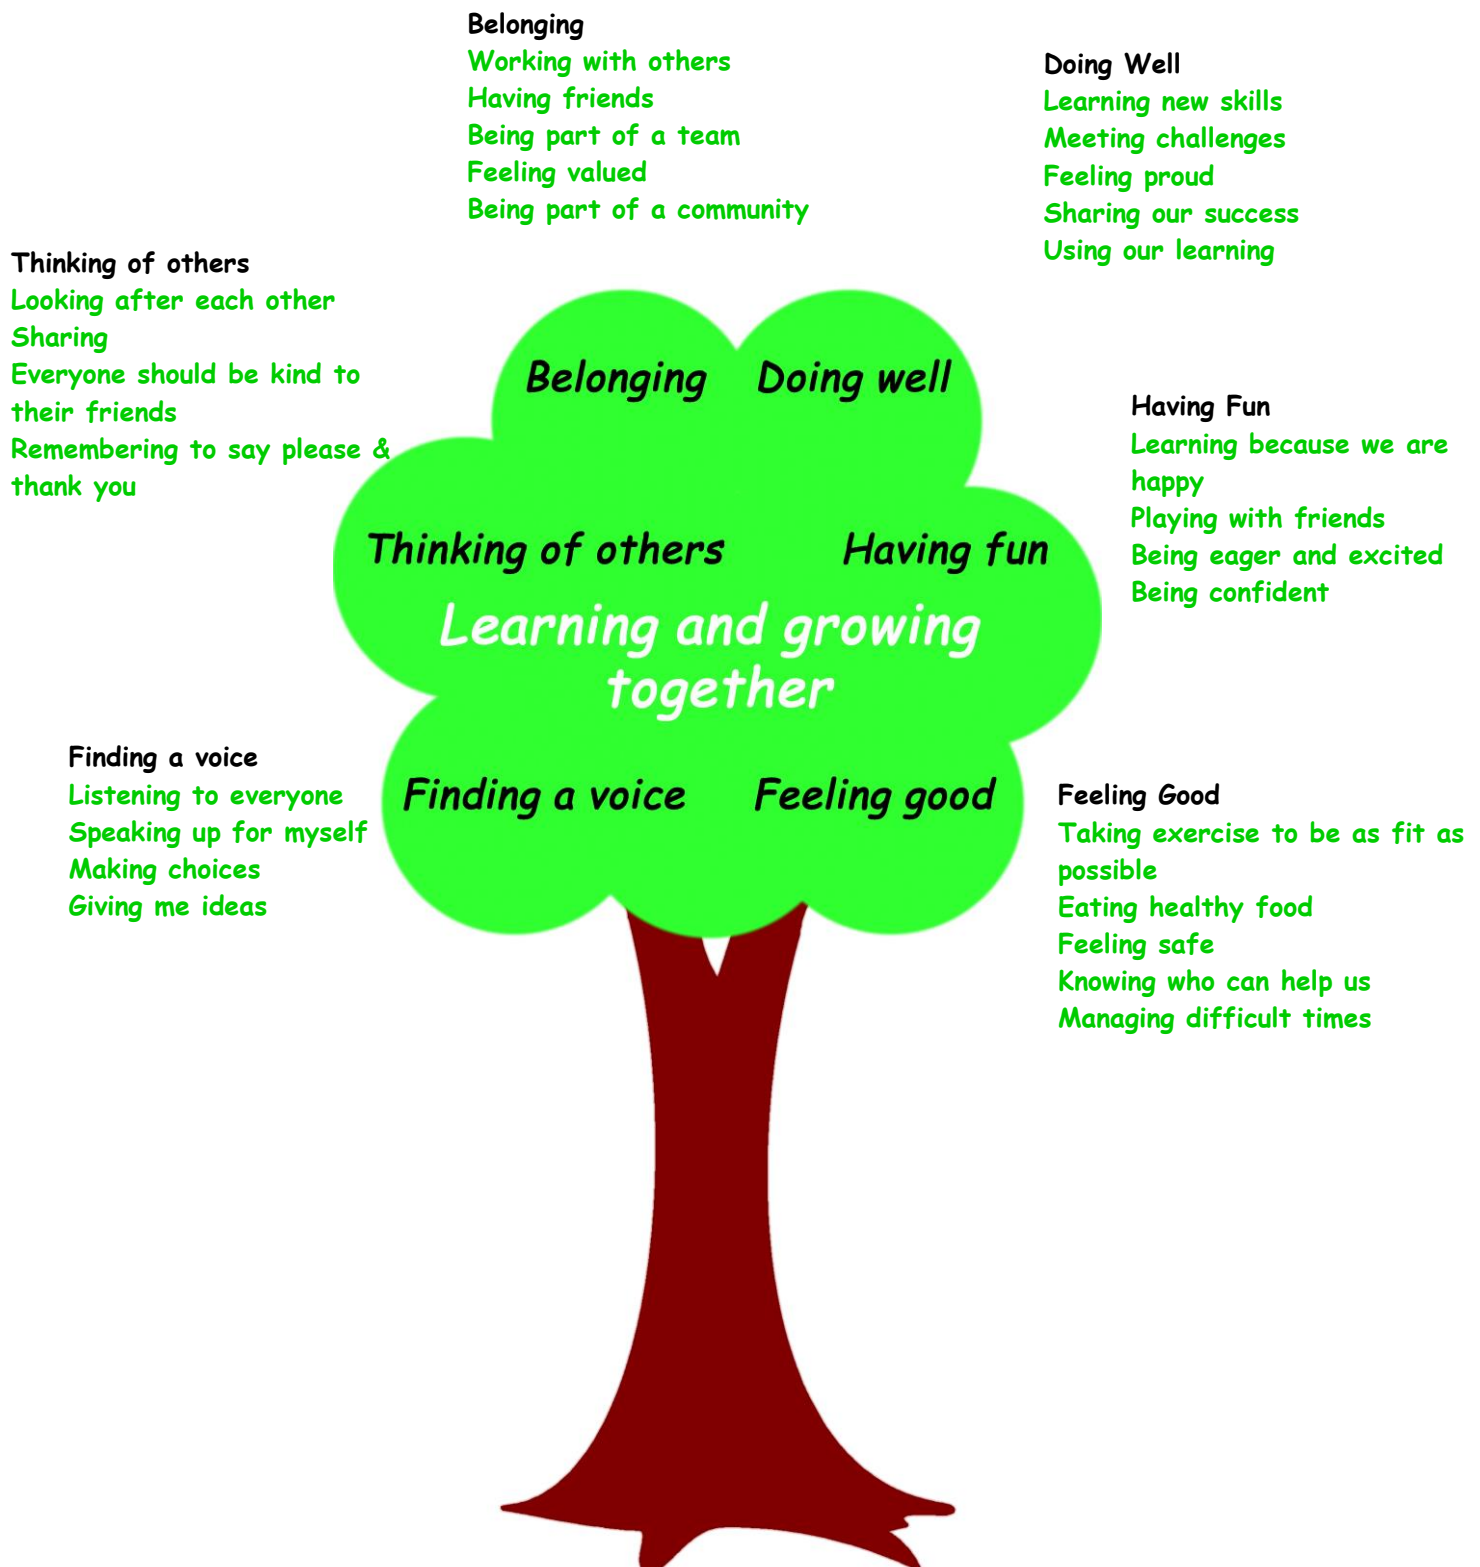 Belonging
Working with others
Having friends
Being part of a team
Feeling valued
Being part of a community
Doing Well
Learning new skills
Meeting challenges
Feeling proud
Sharing our success
Using our learning
Thinking of others
Looking after each other
Sharing
Everyone should be kind to
their friends
Remembering to say please &
thank you
Having Fun
Learning because we are
happy
Playing with friends
Being eager and excited
Being confident
Belonging
Doing well
Thinking of others
Having fun
Learning and growing
together
Finding a voice
Feeling good
Finding a voice
Listening to everyone
Speaking up for myself
Making choices
Giving me ideas
Feeling Good
Taking exercise to be as fit as
possible
Eating healthy food
Feeling safe
Knowing who can help us
Managing difficult times